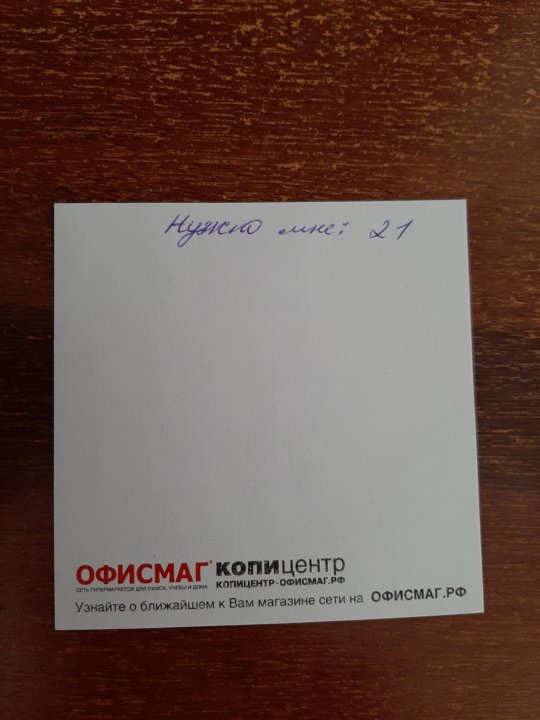 Нужно мне: 21
ОФИСМАГ КОПИцентр
СЕТЬ ГИПЕРМАРКЕТОВ ДЛЯ ОФИСА, УЧЕБЫ И ДОМА КОПИЦЕНТР-ОФИСМАГ.РФ
Узнайте о ближайшем к Вам магазине сети на ОФИСМАГ.РФ